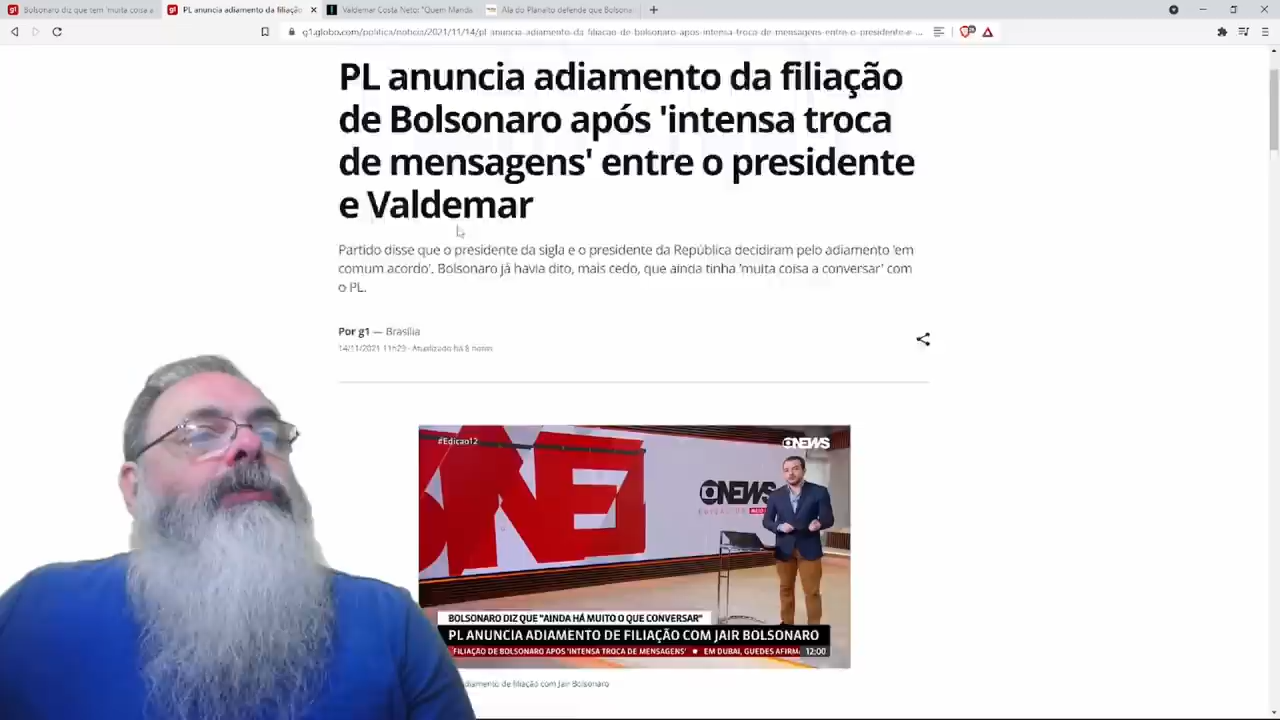 Bolsonaro diz que tem 'muita coisa a
PL anuncia adiamento da filiação
Valdemar Costa Neto: "Quem Manda
Ala do Planalto defende que Bolsona
g1.globo.com/politica/noticia/2021/11/14/pl-anuncia-adiamento-da-filiacao-de-bolsonaro-apos-intensa-troca-de-mensagens-entre-o-presidente-e-...
PL anuncia adiamento da filiação
de Bolsonaro após 'intensa troca
de mensagens' entre o presidente
e Valdemar
Partido disse que o presidente da sigla e o presidente da República decidiram pelo adiamento 'em
comum acordo'. Bolsonaro já havia dito, mais cedo, que ainda tinha 'muita coisa a conversar' com
o PL.
Por g1 — Brasília
14/11/2021 11h29 · Atualizado há 8 horas
#Edicao12
NEWS
NEWS
BOLSONARO DIZ QUE "AINDA HÁ MUITO O QUE CONVERSAR"
PL ANUNCIA ADIAMENTO DE FILIAÇÃO COM JAIR BOLSONARO
FILIAÇÃO DE BOLSONARO APÓS 'INTENSA TROCA DE MENSAGENS' • EM DUBAI, GUEDES AFIRMA 12:00
diamento de filiação com Jair Bolsonaro